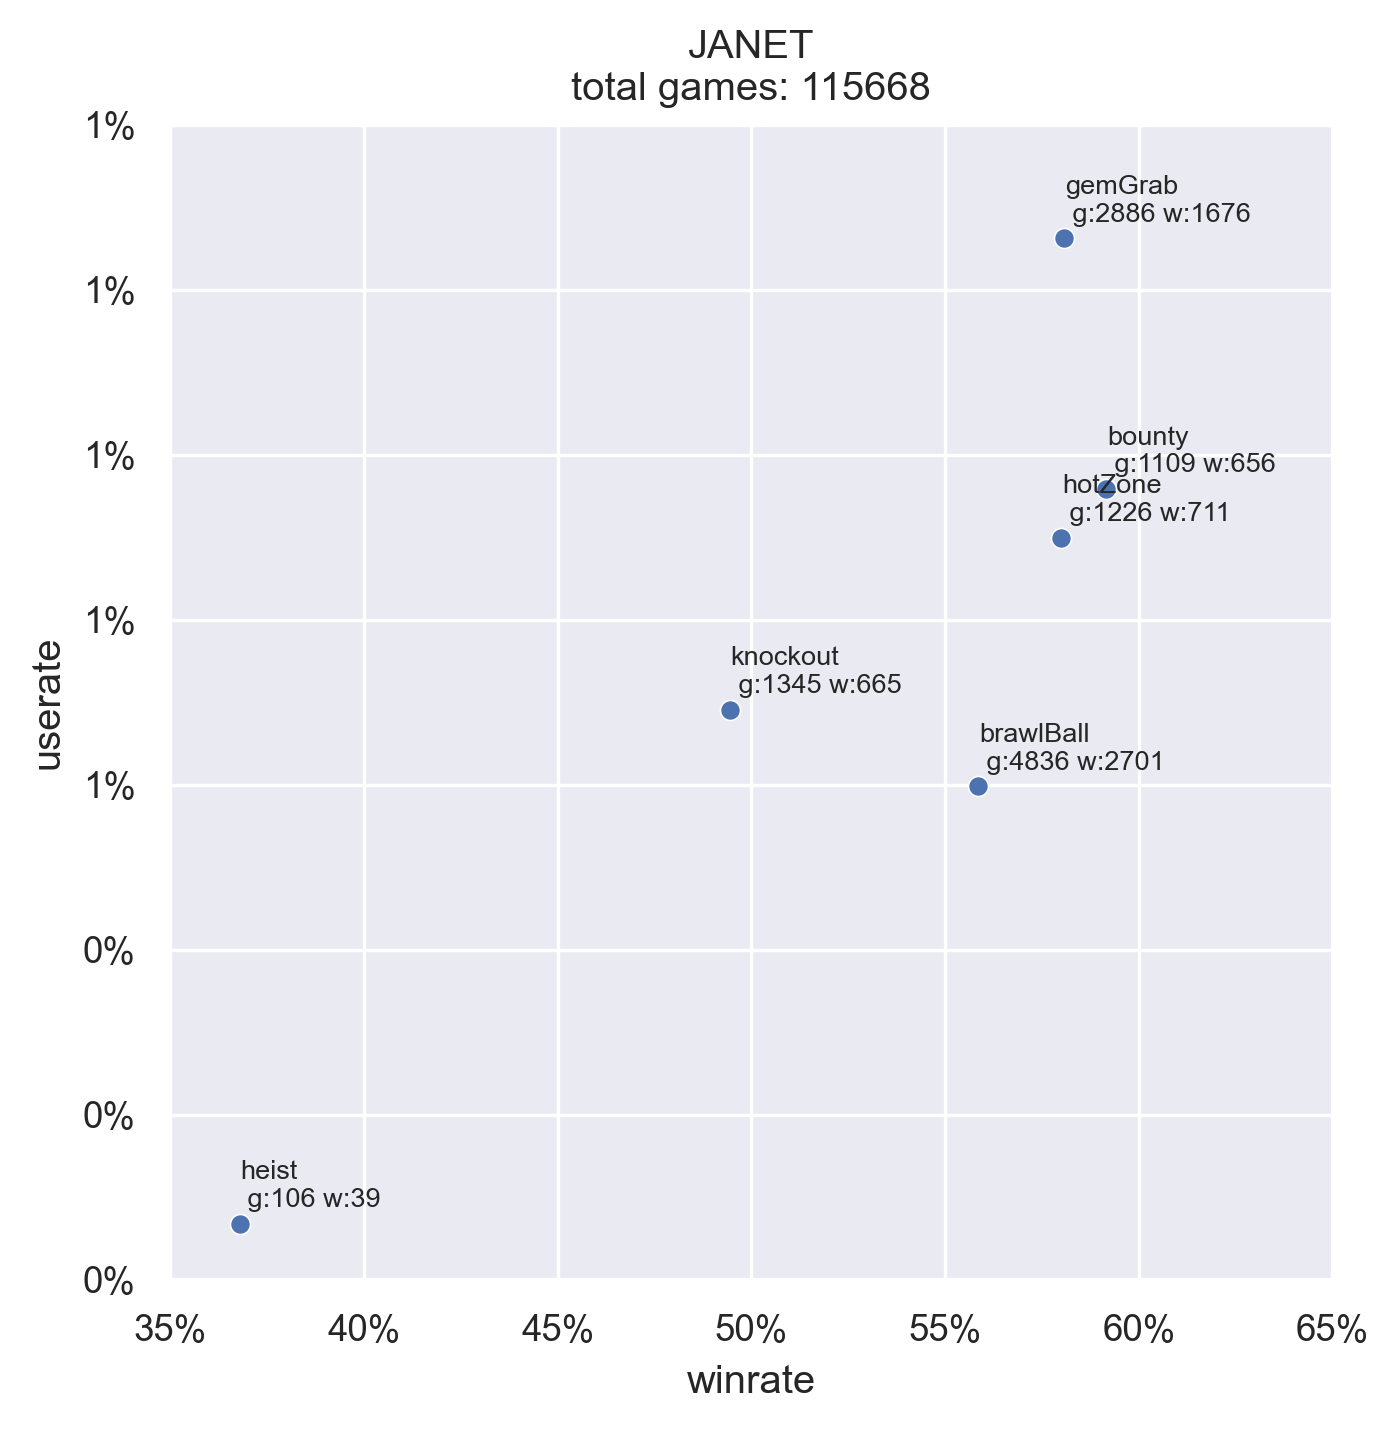 JANET
total games: 115668
1%
1%
1%
1%
1%
0%
0%
0%
userate
gemGrab
g:2886 w:1676
bounty
g:1109 w:656
hotZone
g:1226 w:711
knockout
g:1345 w:665
brawlBall
g:4836 w:2701
heist
g:106 w:39
35% 40% 45% 50% 55% 60% 65%
winrate